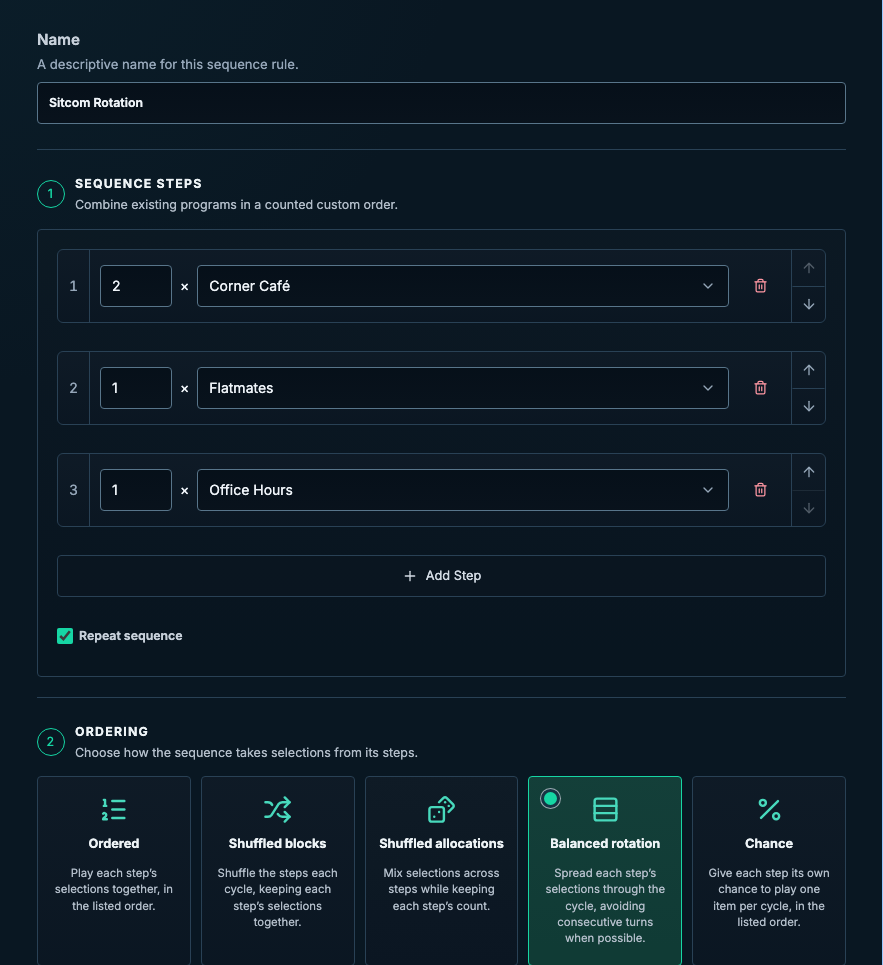 Name
A descriptive name for this sequence rule.
Sitcom Rotation
1
SEQUENCE STEPS
Combine existing programs in a counted custom order.
1
2
×
Corner Café
2
1
×
Flatmates
3
1
×
Office Hours
+ Add Step
Repeat sequence
2
ORDERING
Choose how the sequence takes selections from its steps.
1
2
Ordered
Play each step’s
selections together, in
the listed order.
Shuffled blocks
Shuffle the steps each
cycle, keeping each
step’s selections
together.
Shuffled allocations
Mix selections across
steps while keeping
each step’s count.
Balanced rotation
Spread each step’s
selections through the
cycle, avoiding
consecutive turns
when possible.
%
Chance
Give each step its own
chance to play one
item per cycle, in the
listed order.